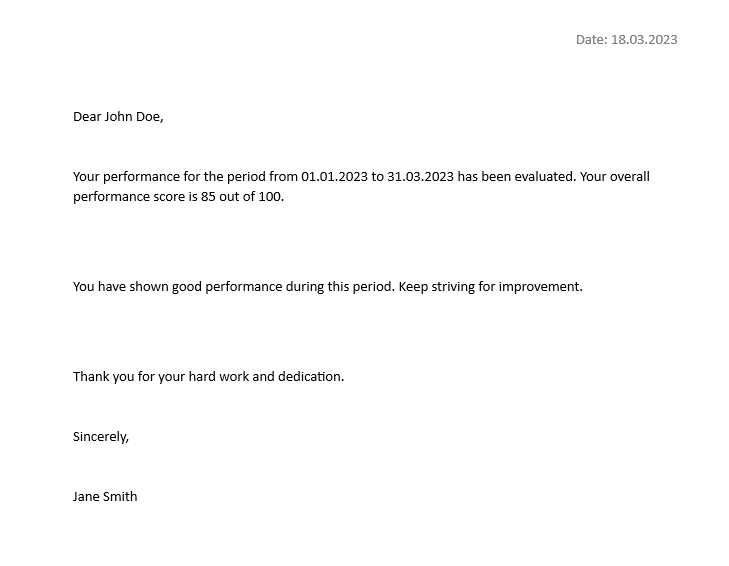 Date: 18.03.2023
Dear John Doe,
Your performance for the period from 01.01.2023 to 31.03.2023 has been evaluated. Your overall
performance score is 85 out of 100.
You have shown good performance during this period. Keep striving for improvement.
Thank you for your hard work and dedication.
Sincerely,
Jane Smith